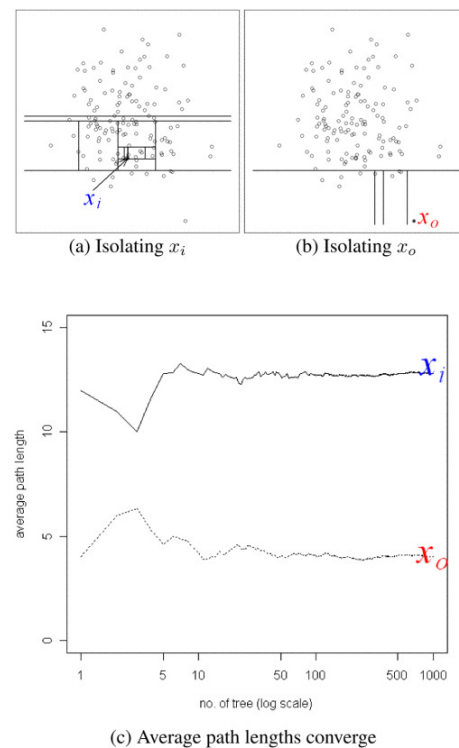 x_i
x_o
(a) Isolating x_i
(b) Isolating x_o
15
10
5
0
average path length
x_i
x_o
1 5 10 50 100 500 1000
no. of tree (log scale)
(c) Average path lengths converge